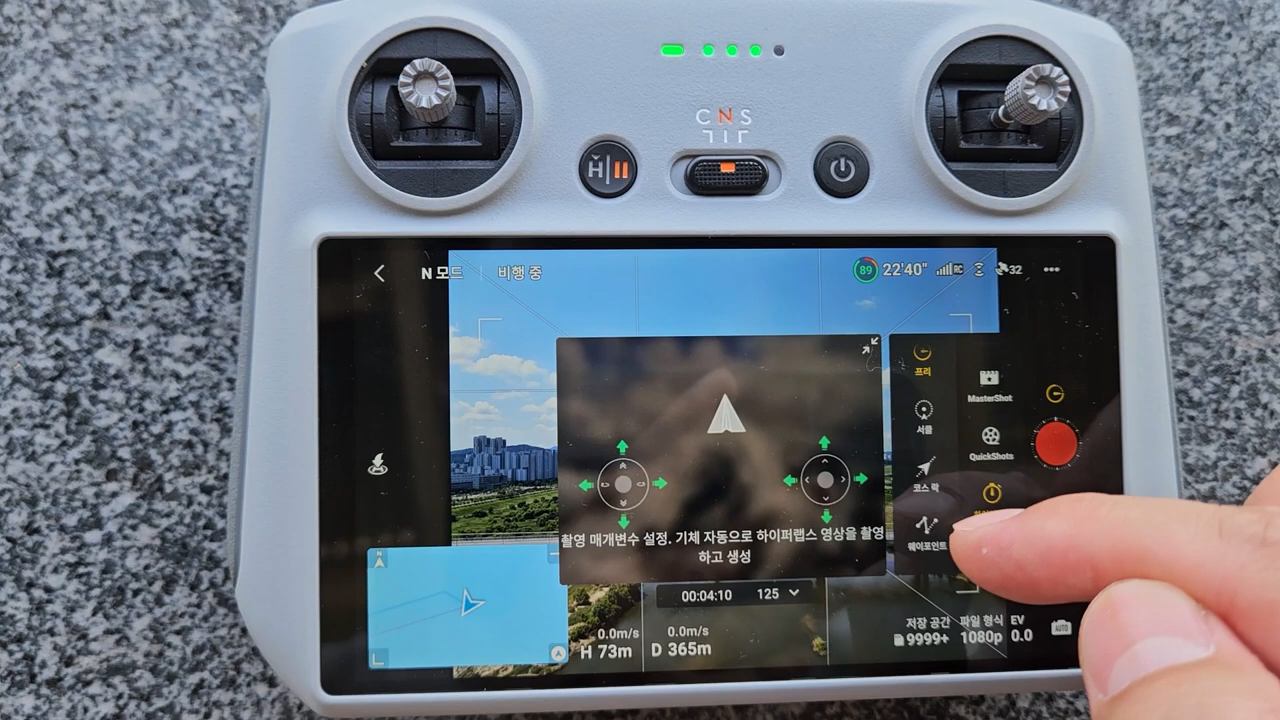 C N S
H
N 모드 비행 중
89 22'40" RC 32
프리
서클
코스 락
웨이포인트
MasterShot
QuickShots
촬영 매개변수 설정. 기체 자동으로 하이퍼랩스 영상을 촬영
하고 생성
N
00:04:10 125
0.0m/s 0.0m/s
H 73m D 365m
저장 공간 파일 형식 EV
9999+ 1080p 0.0
AUTO